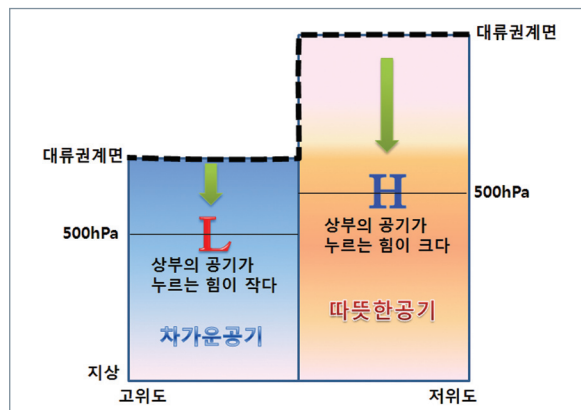 대류권계면
대류권계면
500hPa
H
500hPa
L
상부의 공기가
누르는 힘이 크다
상부의 공기가
누르는 힘이 작다
따뜻한공기
차가운공기
지상
고위도
저위도